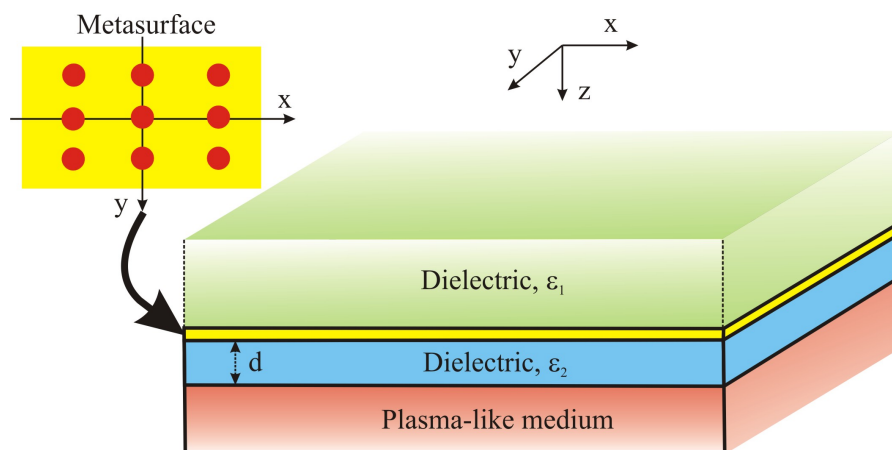 Metasurface
x
y
x
y
z
Dielectric, ε₁
d
Dielectric, ε₂
Plasma-like medium